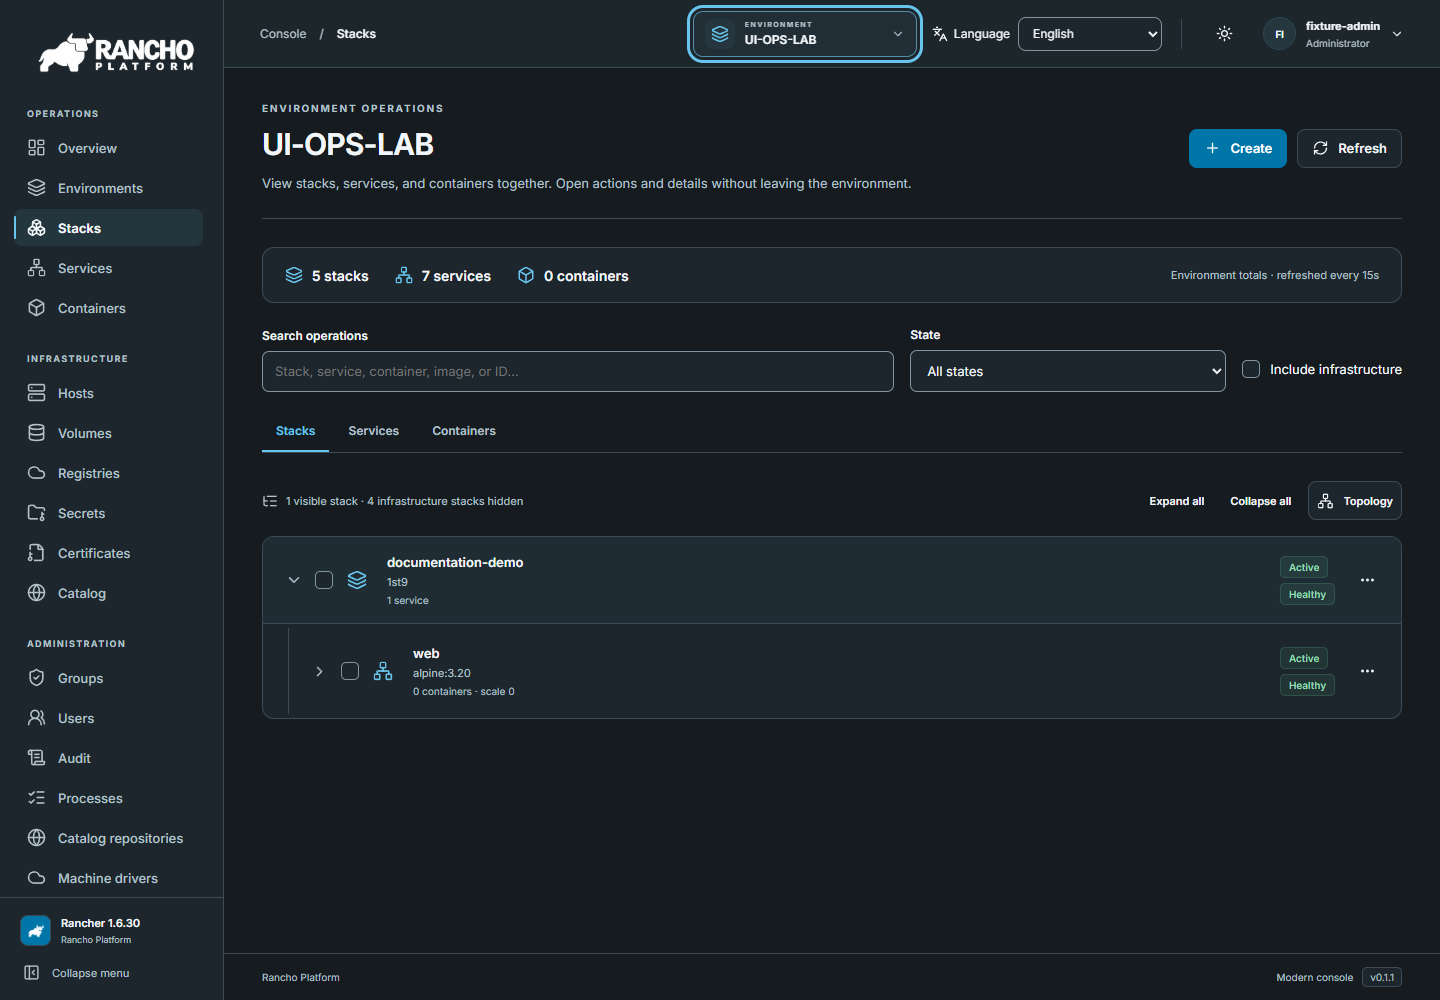 RANCHO
PLATFORM
OPERATIONS
Overview
Environments
Stacks
Services
Containers
INFRASTRUCTURE
Hosts
Volumes
Registries
Secrets
Certificates
Catalog
ADMINISTRATION
Groups
Users
Audit
Processes
Catalog repositories
Machine drivers
Rancher 1.6.30
Rancho Platform
Collapse menu
Console / Stacks
ENVIRONMENT
UI-OPS-LAB
Language
English
FI
fixture-admin
Administrator
ENVIRONMENT OPERATIONS
UI-OPS-LAB
View stacks, services, and containers together. Open actions and details without leaving the environment.
Create
Refresh
5 stacks
7 services
0 containers
Environment totals · refreshed every 15s
Search operations
Stack, service, container, image, or ID...
State
All states
Include infrastructure
Stacks
Services
Containers
1 visible stack · 4 infrastructure stacks hidden
Expand all
Collapse all
Topology
documentation-demo
1st9
1 service
Active
Healthy
web
alpine:3.20
0 containers · scale 0
Active
Healthy
Rancho Platform
Modern console
v0.1.1